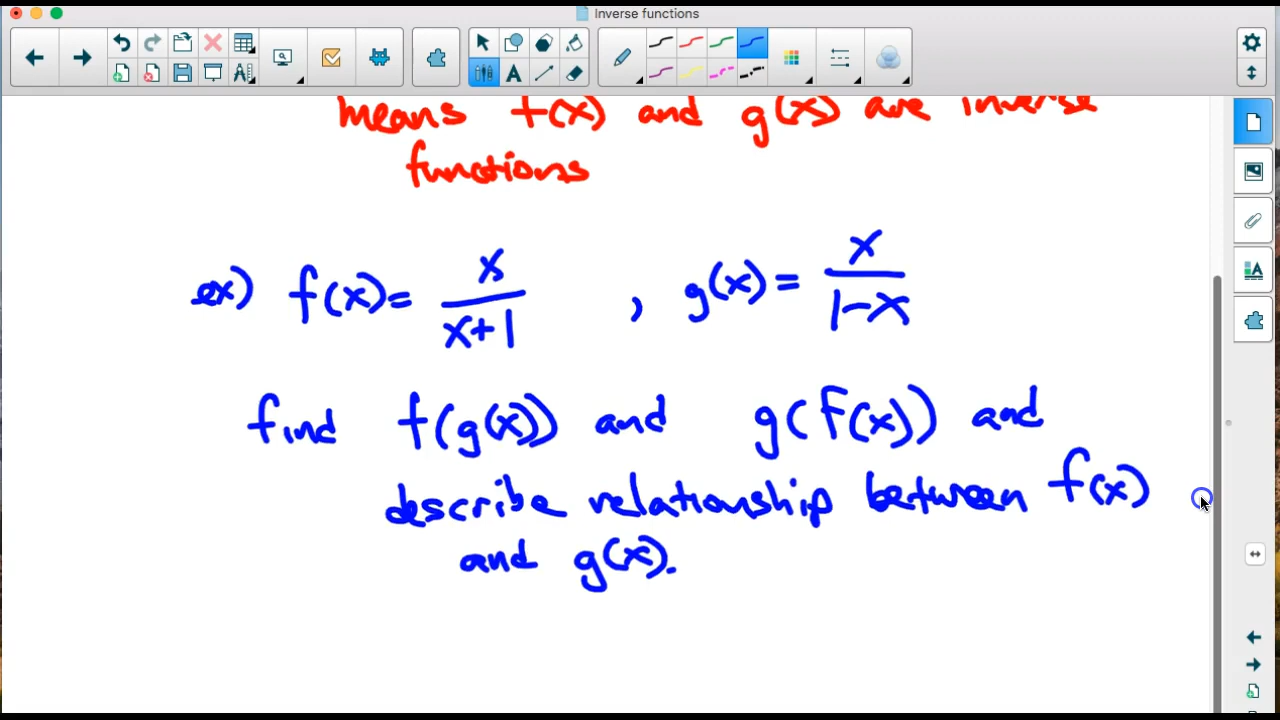 Inverse functions
means f(x) and g(x) are inverse
functions
ex) f(x) = x/(x+1) , g(x) = x/(1-x)
find f(g(x)) and g(f(x)) and
describe relationship between f(x)
and g(x).